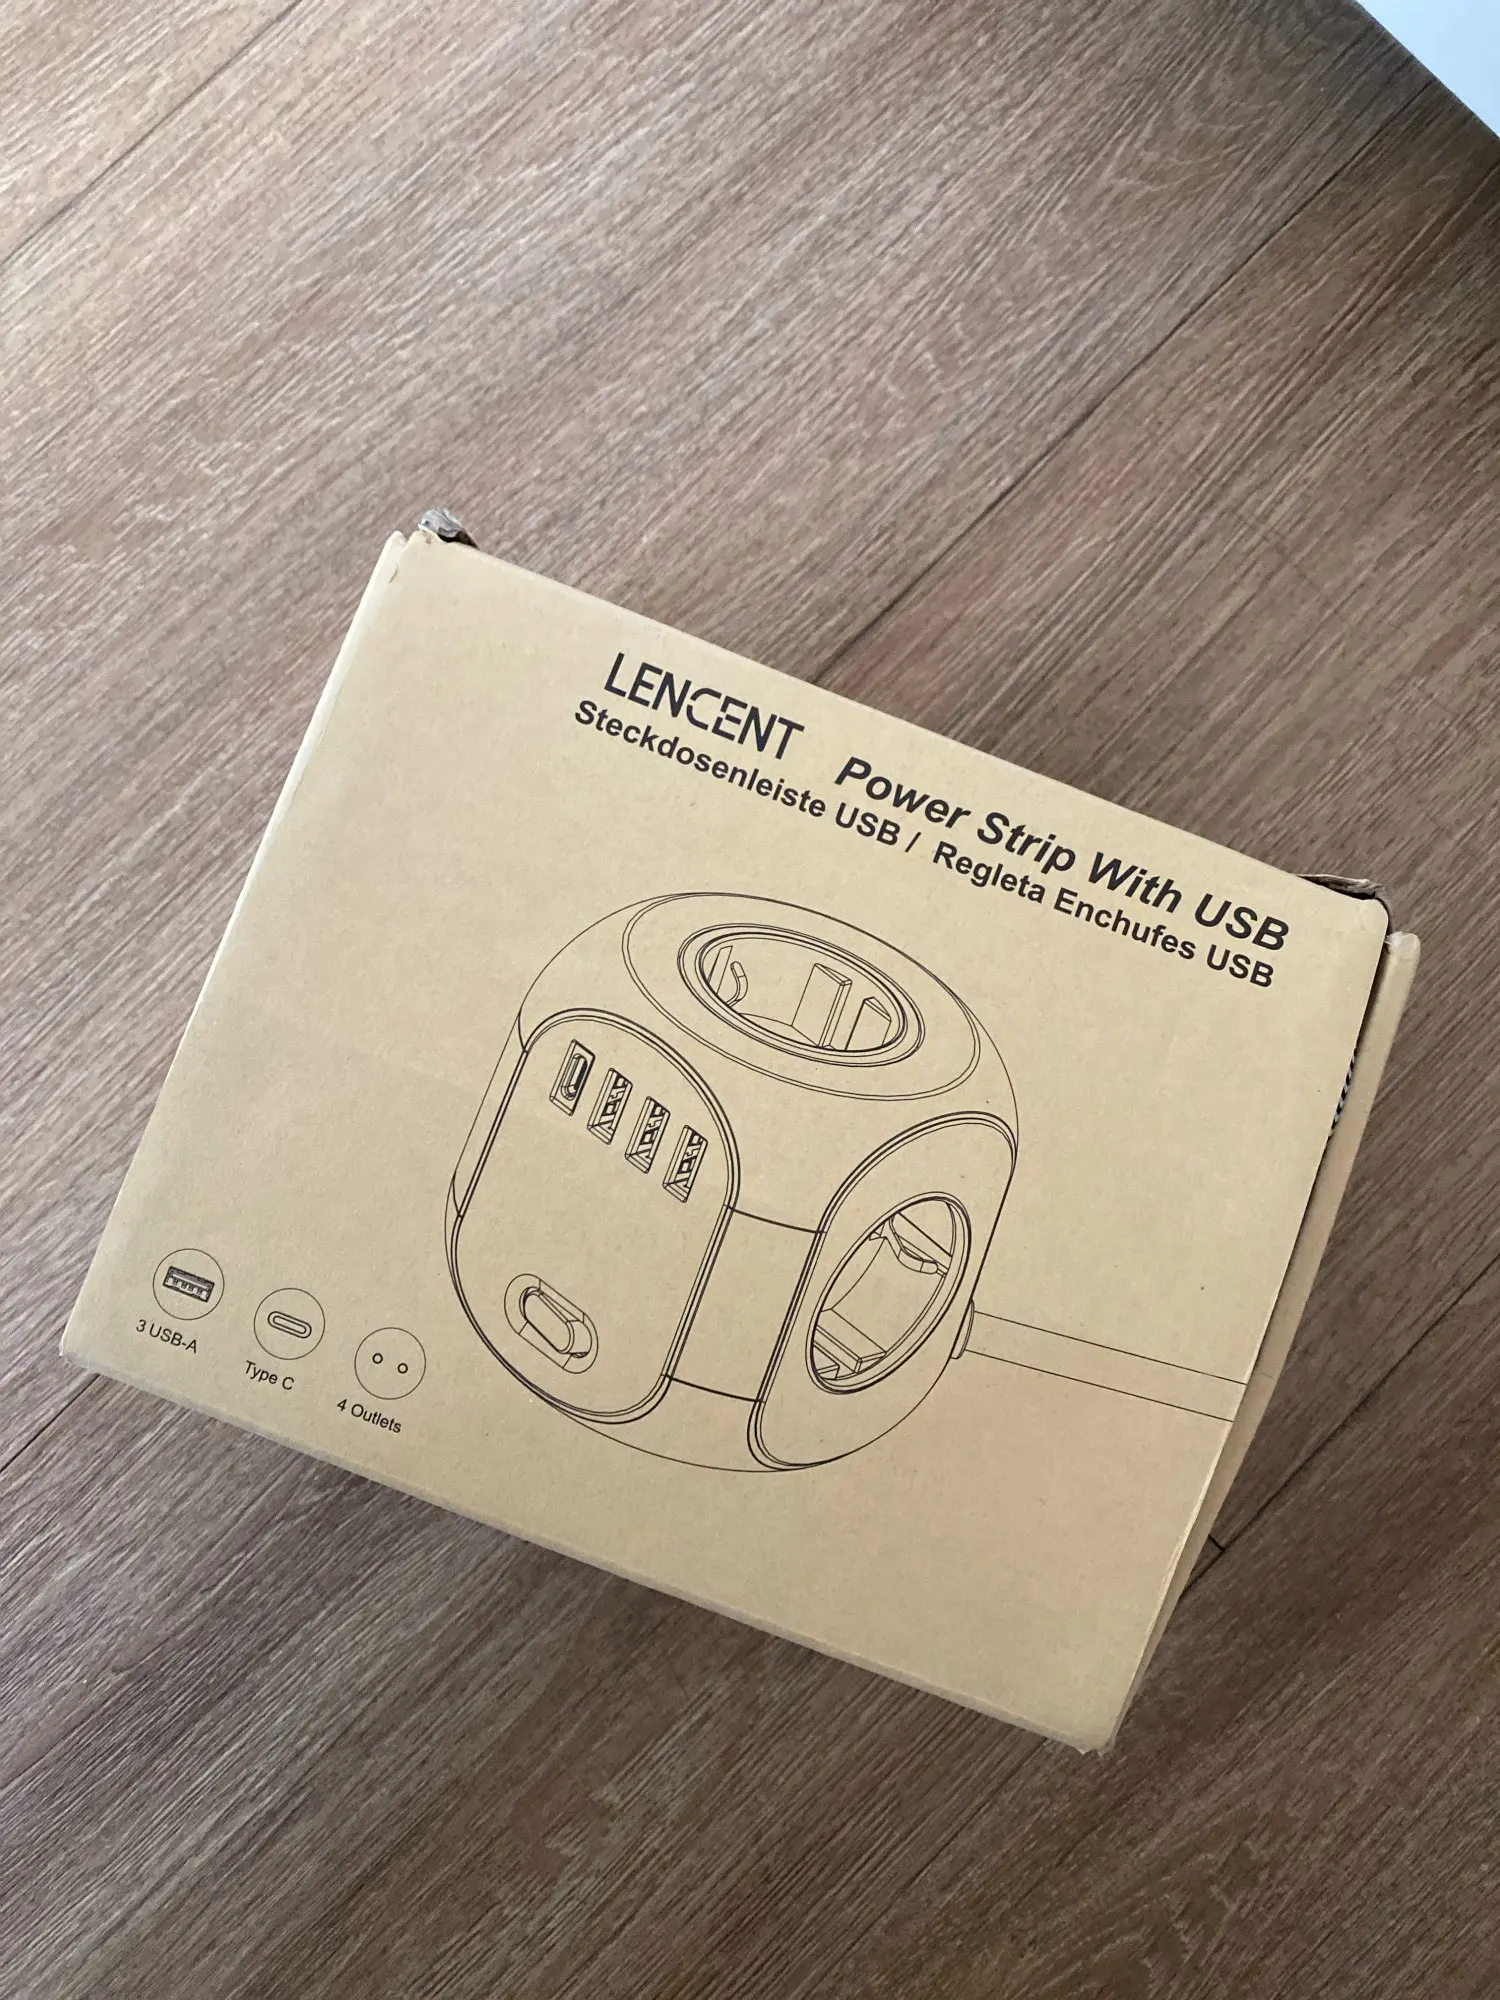 LENCENT Power Strip With USB
Steckdosenleiste USB / Regleta Enchufes USB
3 USB-A
Type C
4 Outlets